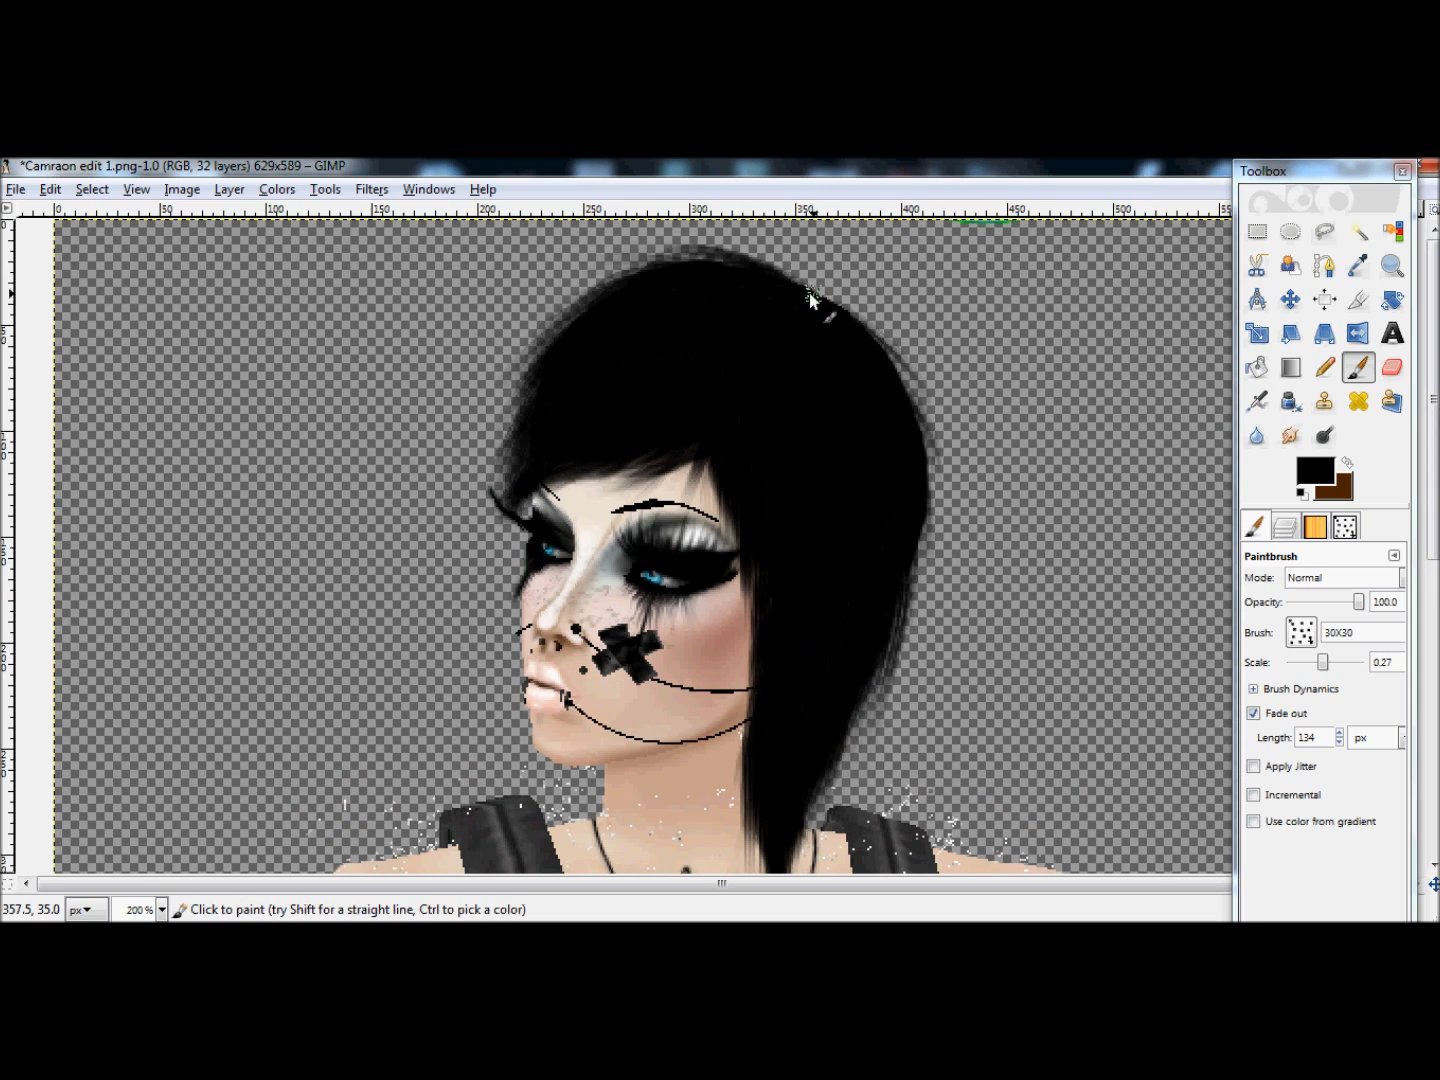 *Camraon edit 1.png-1.0 (RGB, 32 layers) 629x589 – GIMP
Toolbox
File Edit Select View Image Layer Colors Tools Filters Windows Help
0 50 100 150 200 250 300 350 400 450 500 55
Paintbrush
Mode: Normal
Opacity: 100.0
Brush: 30X30
Scale: 0.27
Brush Dynamics
Fade out
Length: 134 px
Apply Jitter
Incremental
Use color from gradient
357.5, 35.0 px 200 % Click to paint (try Shift for a straight line, Ctrl to pick a color)